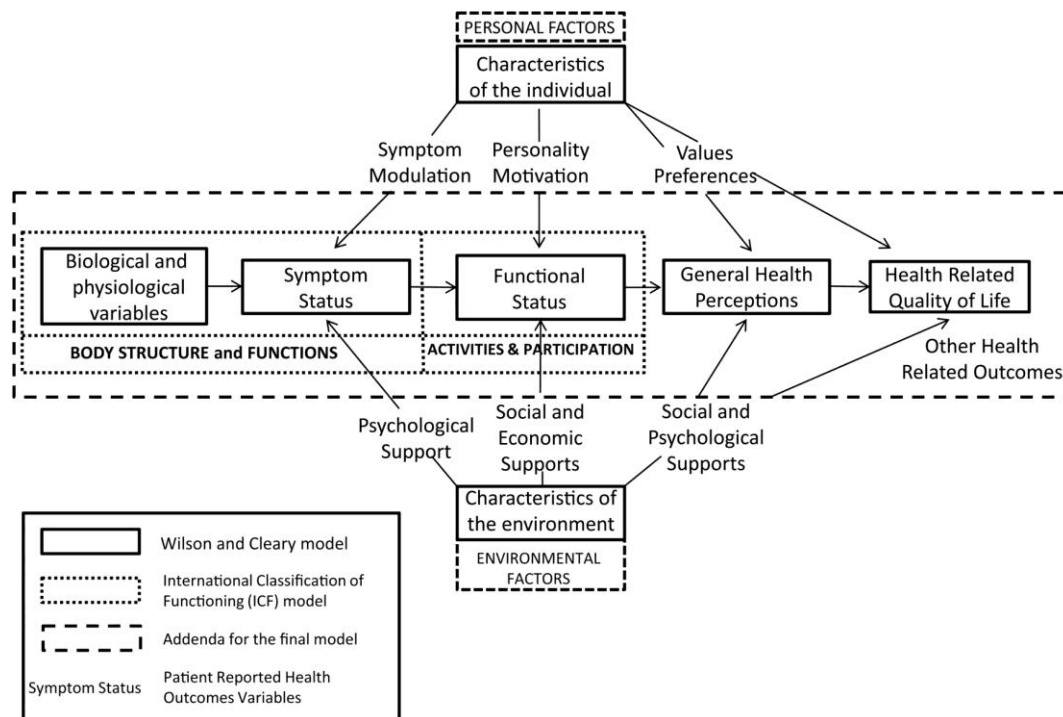 PERSONAL FACTORS
Characteristics
of the individual
Symptom
Modulation
Personality
Motivation
Values
Preferences
Biological and
physiological
variables
Symptom
Status
Functional
Status
General Health
Perceptions
Health Related
Quality of Life
BODY STRUCTURE and FUNCTIONS
ACTIVITIES & PARTICIPATION
Other Health
Related Outcomes
Psychological
Support
Social and
Economic
Supports
Social and
Psychological
Supports
Characteristics of
the environment
ENVIRONMENTAL
FACTORS
Wilson and Cleary model
International Classification of
Functioning (ICF) model
Addenda for the final model
Symptom Status
Patient Reported Health
Outcomes Variables